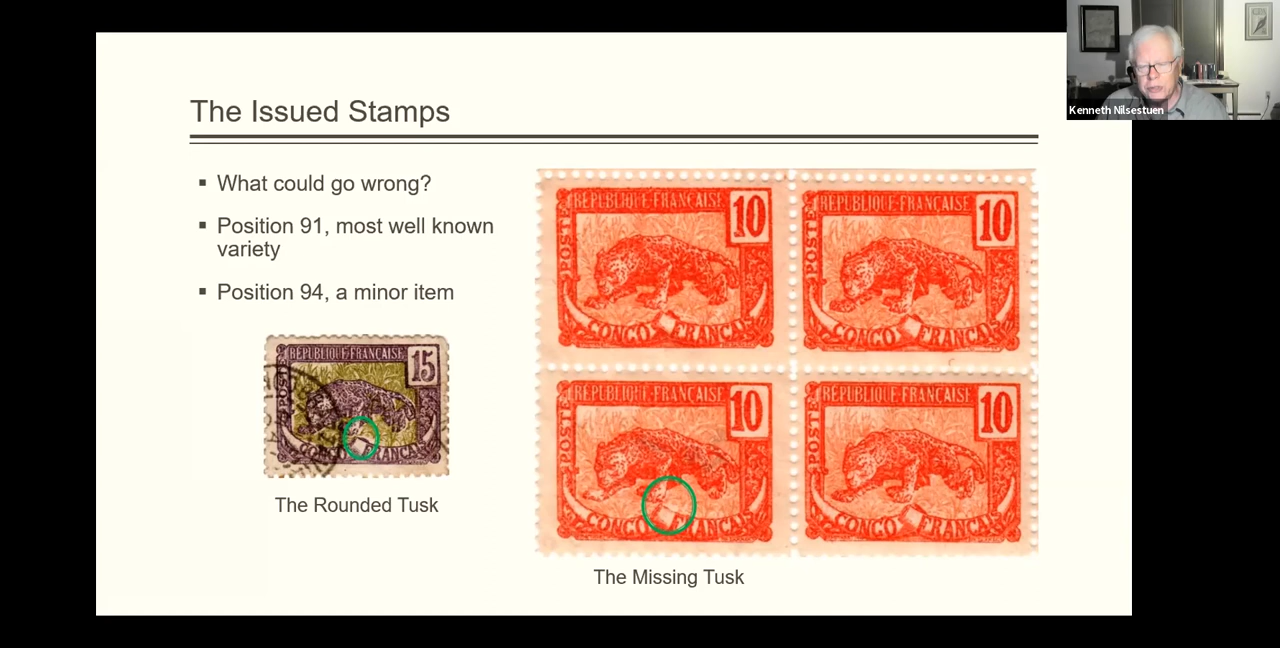 Kenneth Nilsestuen
The Issued Stamps
▪ What could go wrong?
▪ Position 91, most well known
variety
▪ Position 94, a minor item
REPUBLIQUE FRANÇAISE
15
CONGO FRANÇAIS
The Rounded Tusk
REPUBLIQUE FRANÇAISE
10
POSTE
CONGO FRANÇAIS
REPUBLIQUE FRANÇAISE
10
POSTE
CONGO FRANÇAIS
REPUBLIQUE FRANÇAISE
10
POSTE
CONGO FRANÇAIS
REPUBLIQUE FRANÇAISE
10
POSTE
CONGO FRANÇAIS
The Missing Tusk